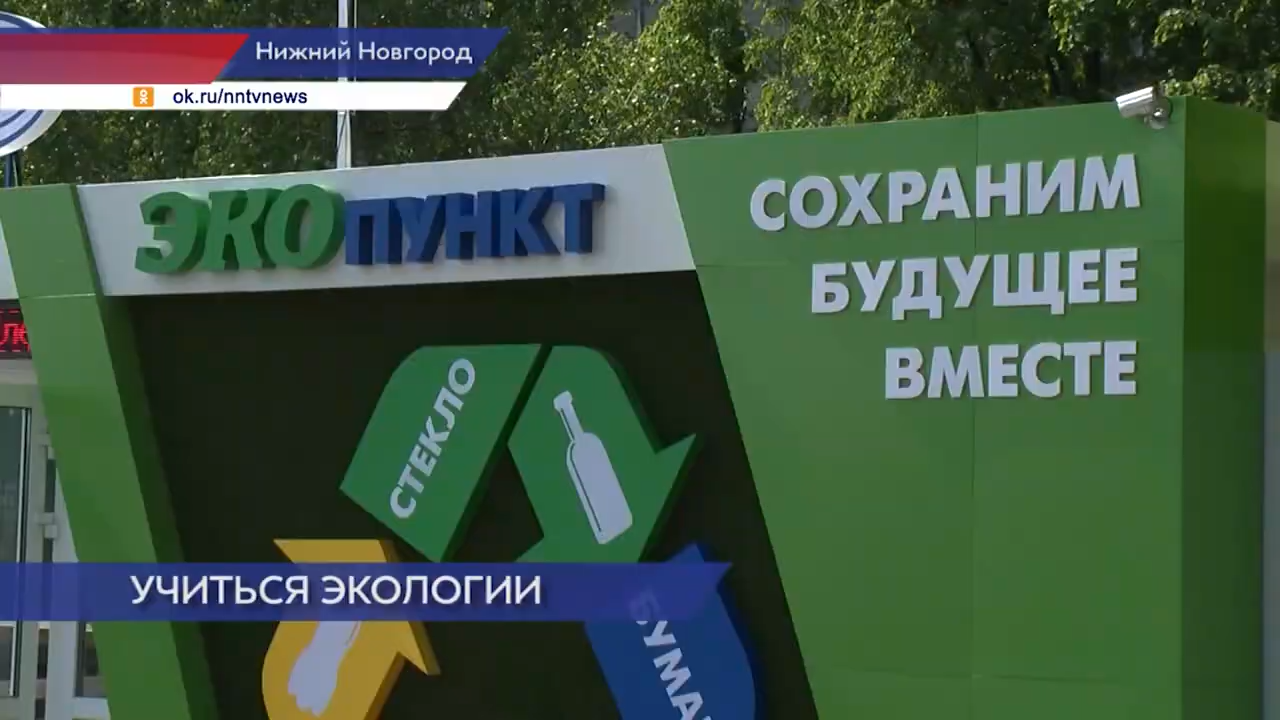 Нижний Новгород
ok.ru/nntvnews
ЭКОПУНКТ
СОХРАНИМ
БУДУЩЕЕ
ВМЕСТЕ
СТЕКЛО
УЧИТЬСЯ ЭКОЛОГИИ